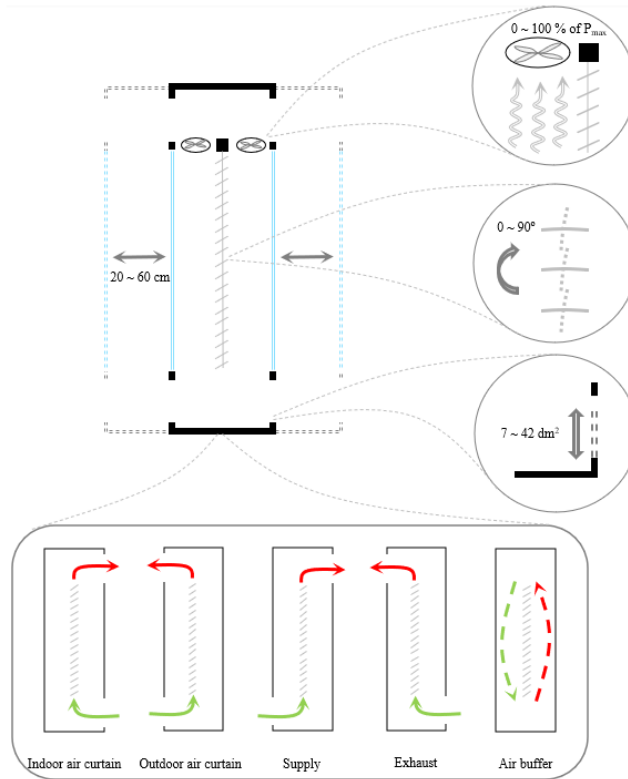 0 ~ 100 % of Pmax
20 ~ 60 cm
0 ~ 90°
7 ~ 42 dm²
Indoor air curtain Outdoor air curtain Supply Exhaust Air buffer